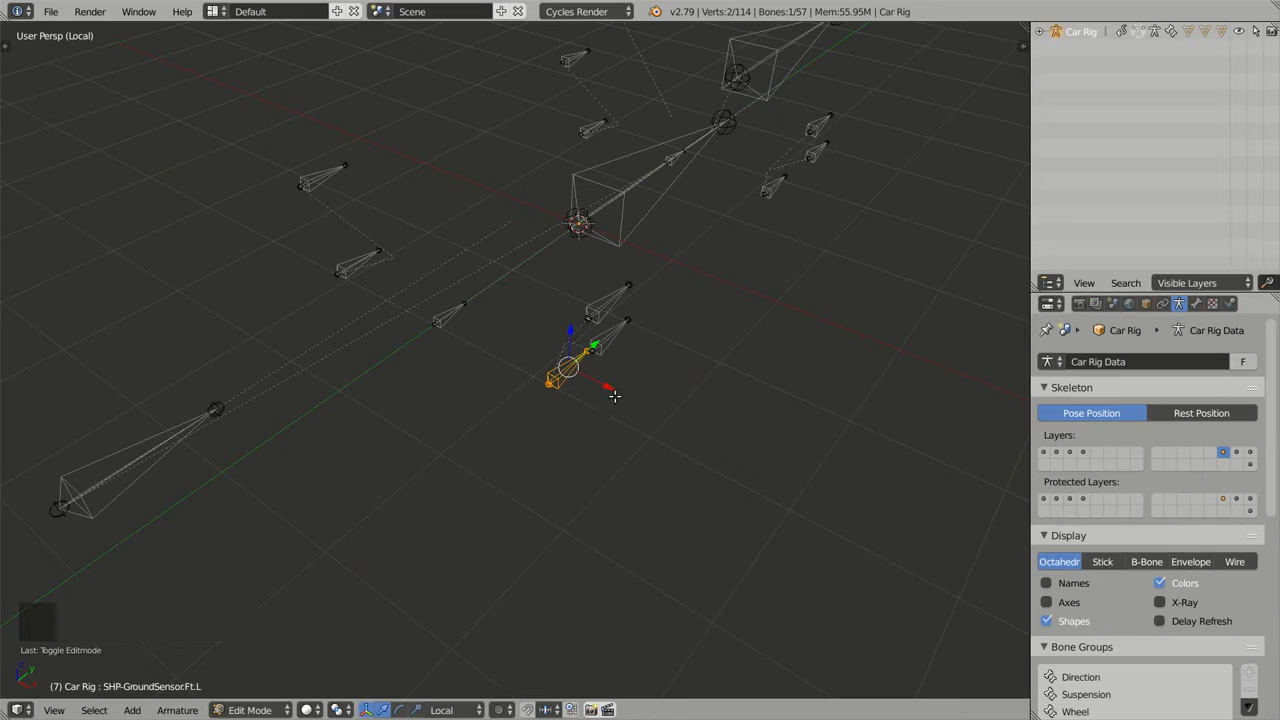 File Render Window Help Default Scene Cycles Render v2.79 | Verts:2/114 | Bones:1/57 | Mem:55.95M | Car Rig
User Persp (Local)
Car Rig
View Search Visible Layers
Car Rig Car Rig Data
Car Rig Data F
Skeleton
Pose Position Rest Position
Layers:
Protected Layers:
Display
Octahedr Stick B-Bone Envelope Wire
Names Colors
Axes X-Ray
Shapes Delay Refresh
Bone Groups
Direction
Suspension
Wheel
Last: Toggle Editmode
z y x
(7) Car Rig : SHP-GroundSensor.Ft.L
View Select Add Armature Edit Mode Local